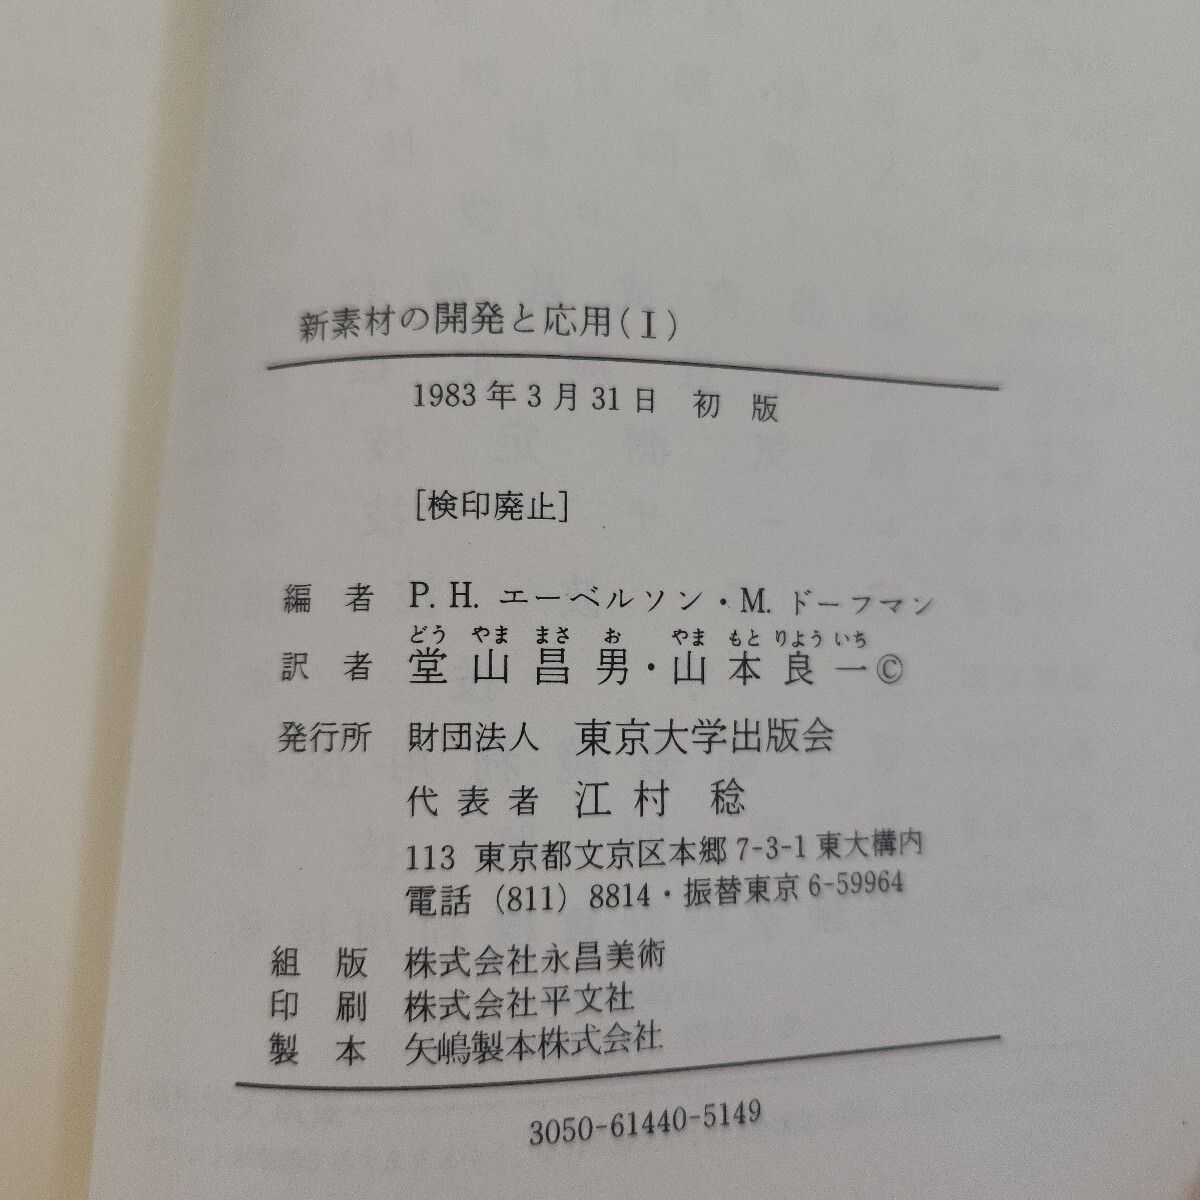 新素材の開発と応用(I)
1983年3月31日 初 版
[検印廃止]
編 者 P. H. エーベルソン・M. ドーフマン
どう やま まさ お やま もと りよう いち
訳 者 堂山昌男・山本良一©
発行所 財団法人 東京大学出版会
代表者 江村 稔
113 東京都文京区本郷7-3-1東大構内
電話 (811) 8814・振替東京6-59964
組 版 株式会社永昌美術
印 刷 株式会社平文社
製 本 矢嶋製本株式会社
3050-61440-5149